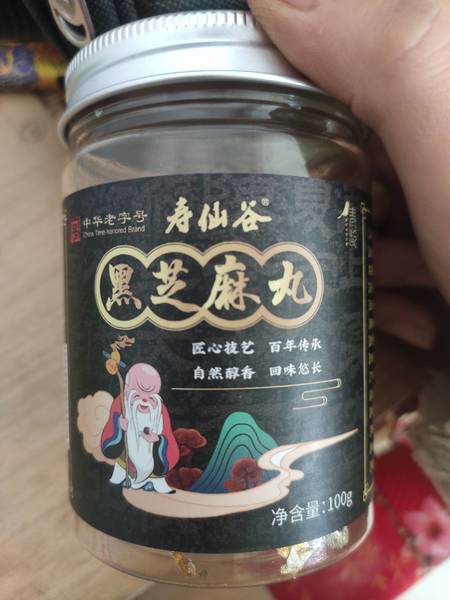 中华老字号
China Time-honored Brand
寿仙谷®
黑芝麻丸
匠心技艺 百年传承
自然醇香 回味悠长
净含量:100g